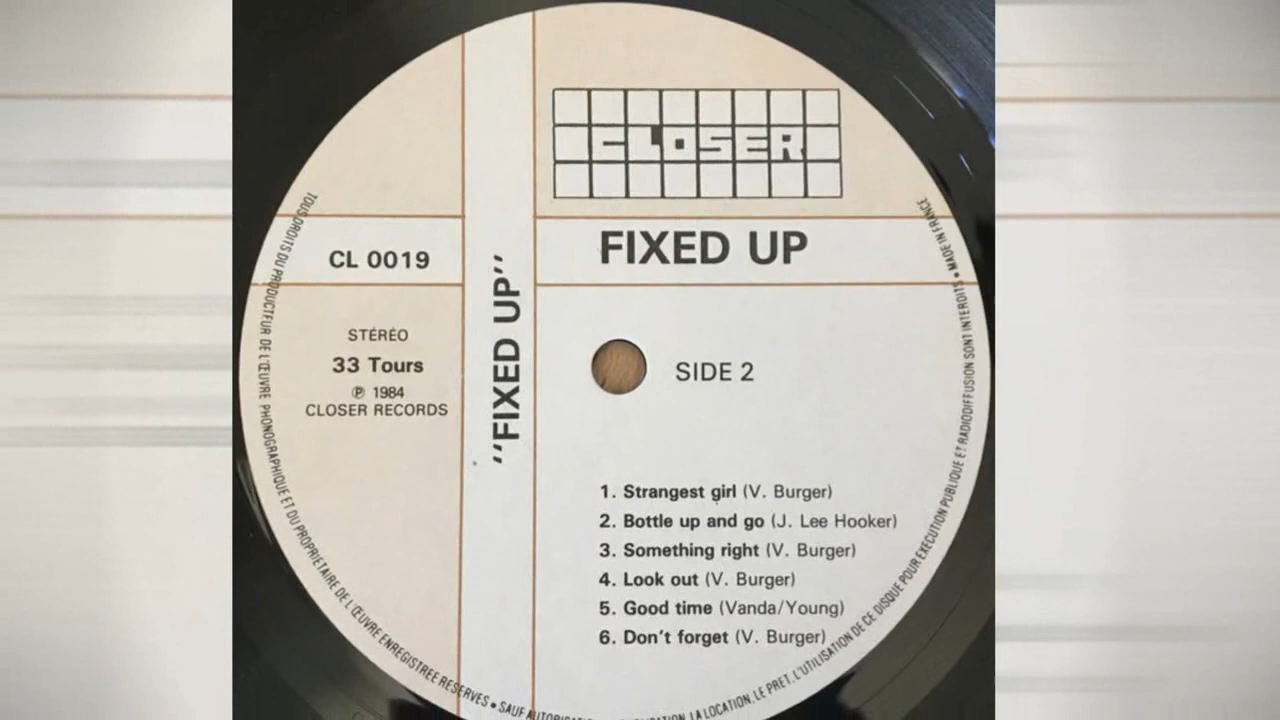 CLOSER
FIXED UP
CL 0019
"FIXED UP"
STÉRÉO
33 Tours
℗ 1984
CLOSER RECORDS
SIDE 2
1. Strangest girl (V. Burger)
2. Bottle up and go (J. Lee Hooker)
3. Something right (V. Burger)
4. Look out (V. Burger)
5. Good time (Vanda/Young)
6. Don't forget (V. Burger)
TOUS DROITS DU PRODUCTEUR DE L'ŒUVRE PHONOGRAPHIQUE ET DU PROPRIETAIRE DE L'ŒUVRE ENREGISTREE RESERVES • SAUF LA LOCATION, LE PRET, L'UTILISATION DE CE DISQUE POUR EXECUTION PUBLIQUE ET RADIODIFFUSION SONT INTERDITS • MADE IN FRANCE